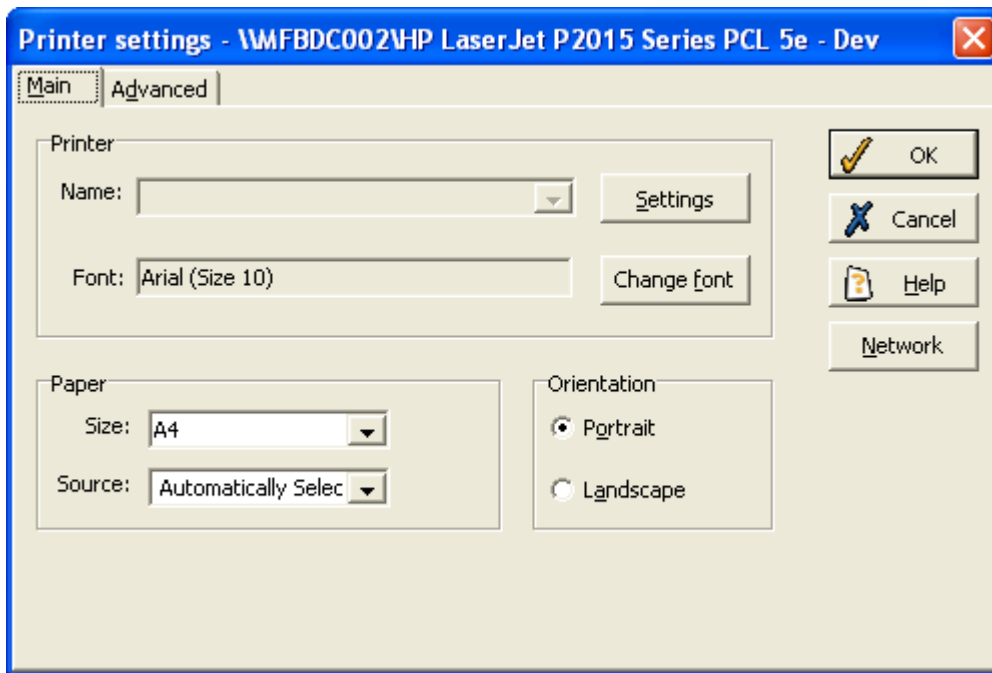 Printer settings - \\MFBDC002\HP LaserJet P2015 Series PCL 5e - Dev
Main
Advanced
Printer
Name:
Settings
Font:
Arial (Size 10)
Change font
OK
Cancel
Help
Network
Paper
Size:
A4
Source:
Automatically Selec
Orientation
Portrait
Landscape